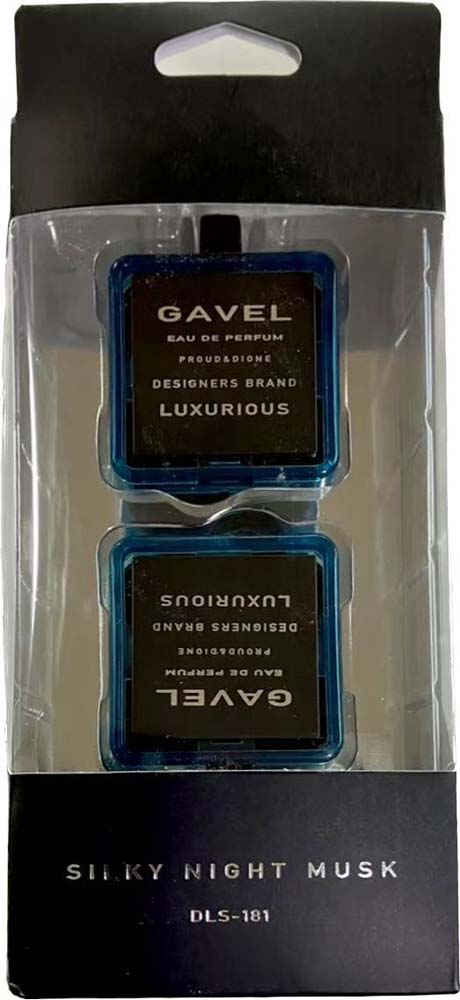 GAVEL
EAU DE PERFUM
PROUD&DIONE
DESIGNERS BRAND
LUXURIOUS
LUXURIOUS
DESIGNERS BRAND
PROUD&DIONE
EAU DE PERFUM
GAVEL
SILKY NIGHT MUSK
DLS-181